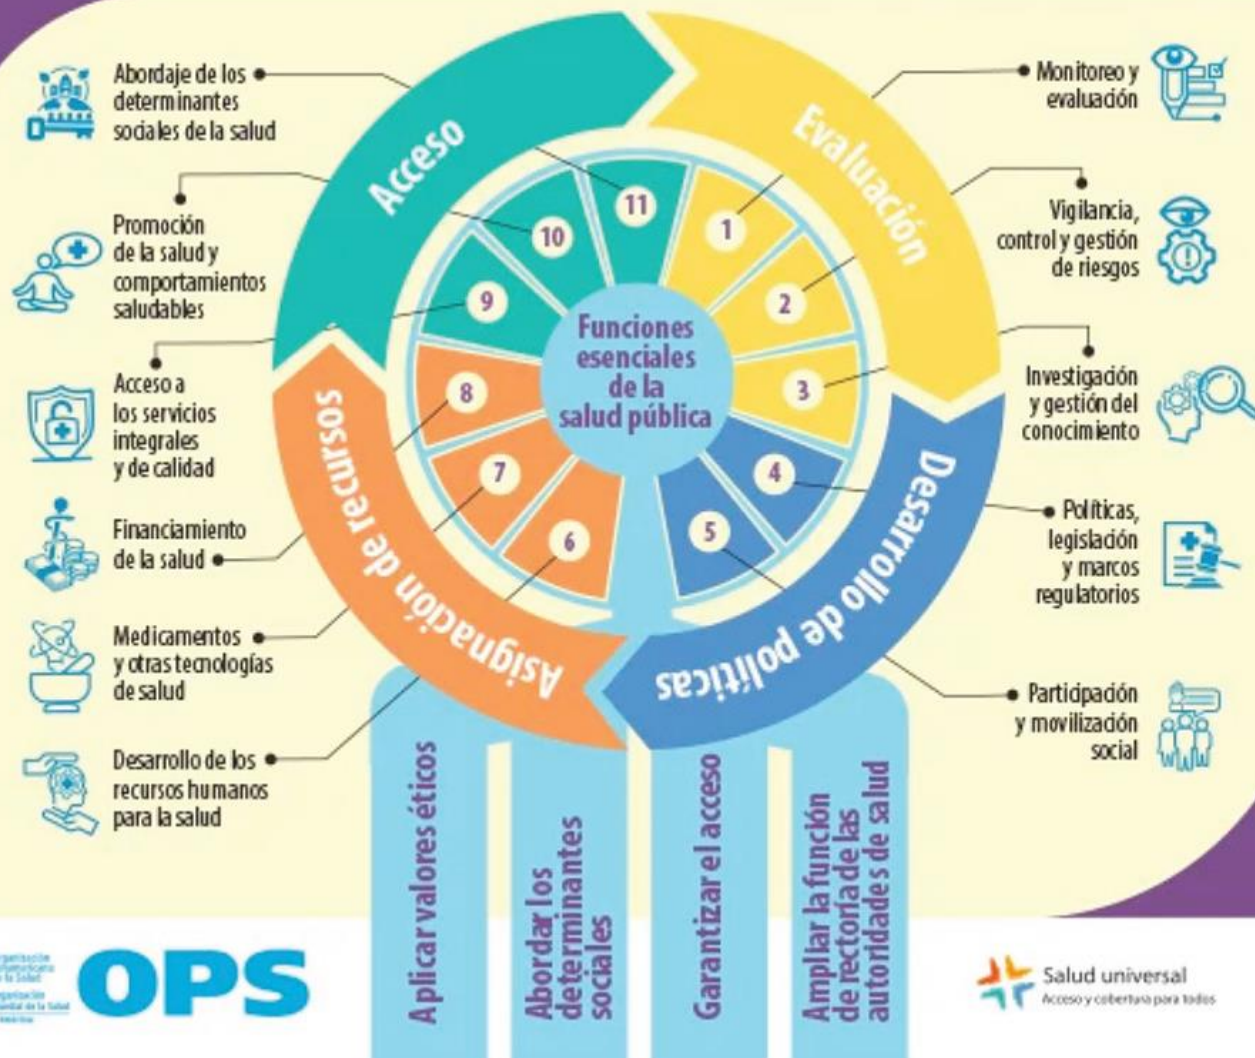 Abordaje de los
determinantes
sociales de la salud
Promoción
de la salud y
comportamientos
saludables
Acceso a
los servicios
integrales
y de calidad
Financiamiento
de la salud
Medicamentos
y otras tecnologías
de salud
Desarrollo de los
recursos humanos
para la salud
Acceso
Evaluación
Desarrollo de políticas
Asignación de recursos
11
10
9
8
7
6
1
2
3
4
5
Funciones
esenciales
de la
salud pública
Monitoreo y
evaluación
Vigilancia,
control y gestión
de riesgos
Investigación
y gestión del
conocimiento
Políticas,
legislación
y marcos
regulatorios
Participación
y movilización
social
Aplicar valores éticos
Abordar los
determinantes
sociales
Garantizar el acceso
Ampliar la función
de rectoría de las
autoridades de salud
OPS
Salud universal
Acceso y cobertura para todos